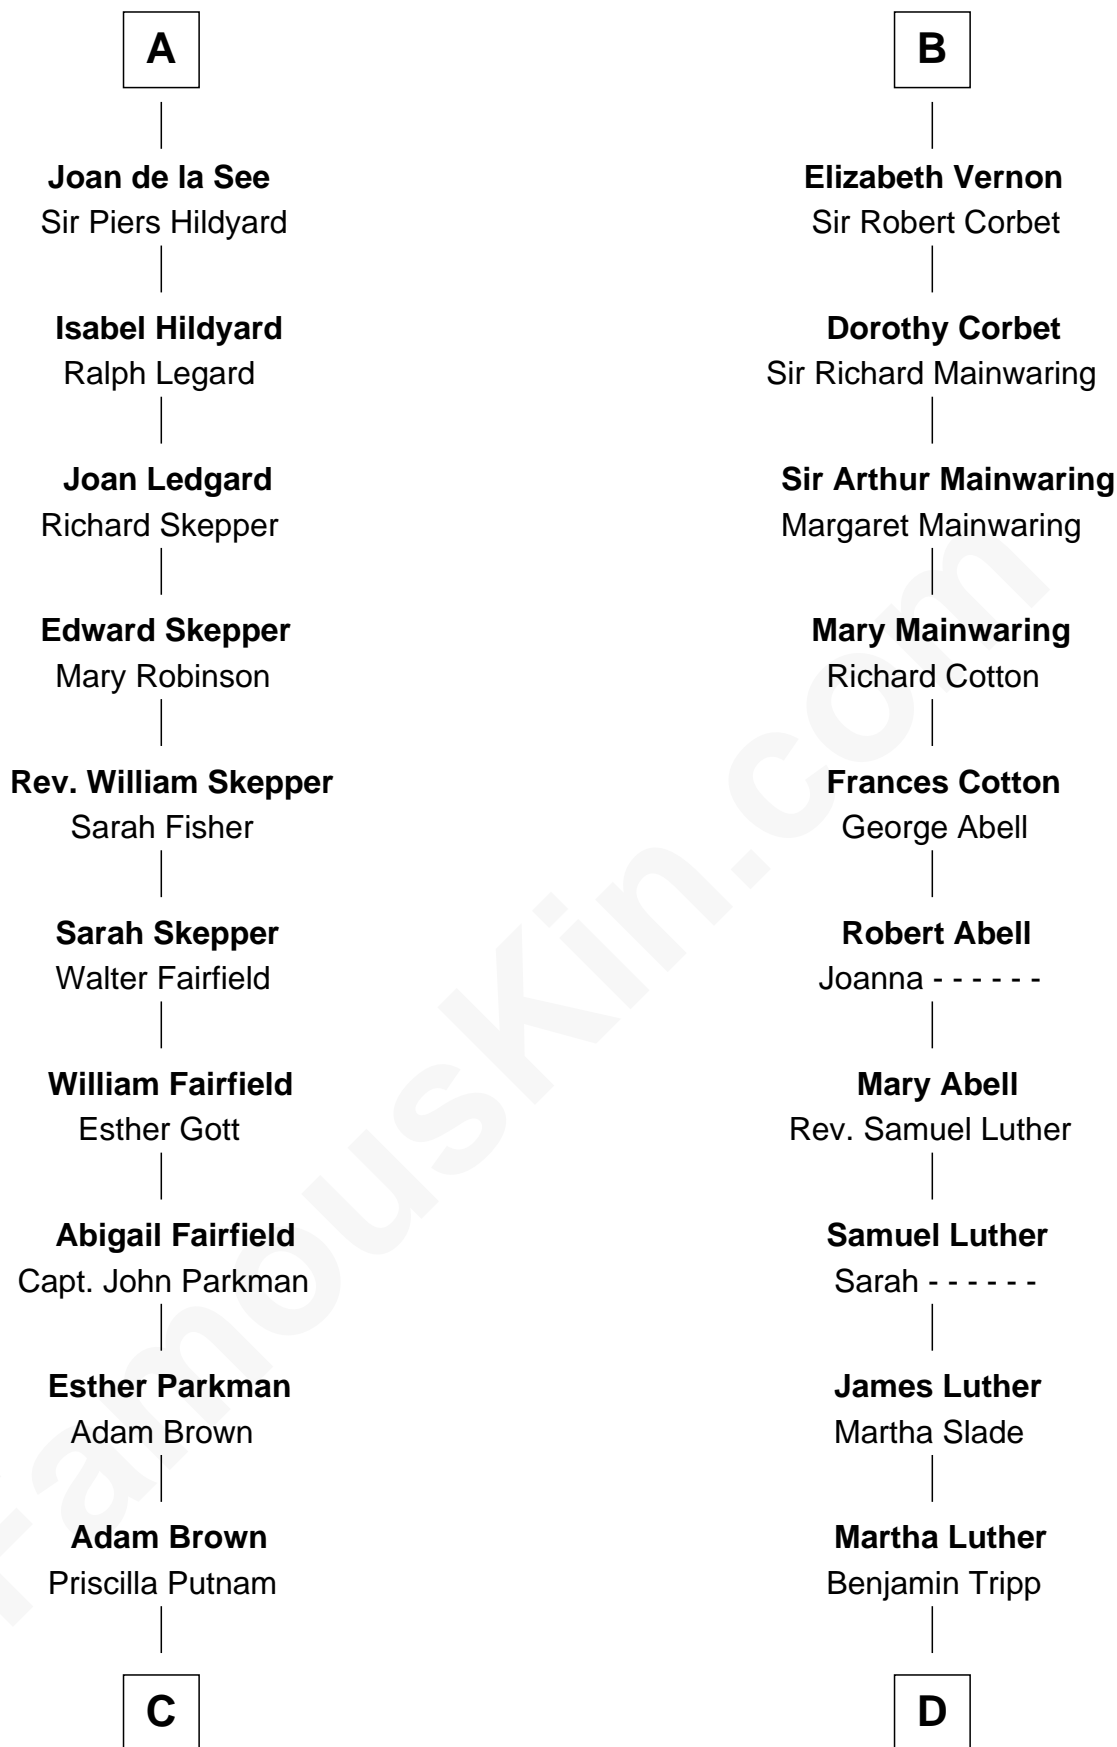 A
Joan de la See
Sir Piers Hildyard
Isabel Hildyard
Ralph Legard
Joan Ledgard
Richard Skepper
Edward Skepper
Mary Robinson
Rev. William Skepper
Sarah Fisher
Sarah Skepper
Walter Fairfield
William Fairfield
Esther Gott
Abigail Fairfield
Capt. John Parkman
Esther Parkman
Adam Brown
Adam Brown
Priscilla Putnam
C
B
Elizabeth Vernon
Sir Robert Corbet
Dorothy Corbet
Sir Richard Mainwaring
Sir Arthur Mainwaring
Margaret Mainwaring
Mary Mainwaring
Richard Cotton
Frances Cotton
George Abell
Robert Abell
Joanna - - - - - -
Mary Abell
Rev. Samuel Luther
Samuel Luther
Sarah - - - - - -
James Luther
Martha Slade
Martha Luther
Benjamin Tripp
D
FamousKin.com